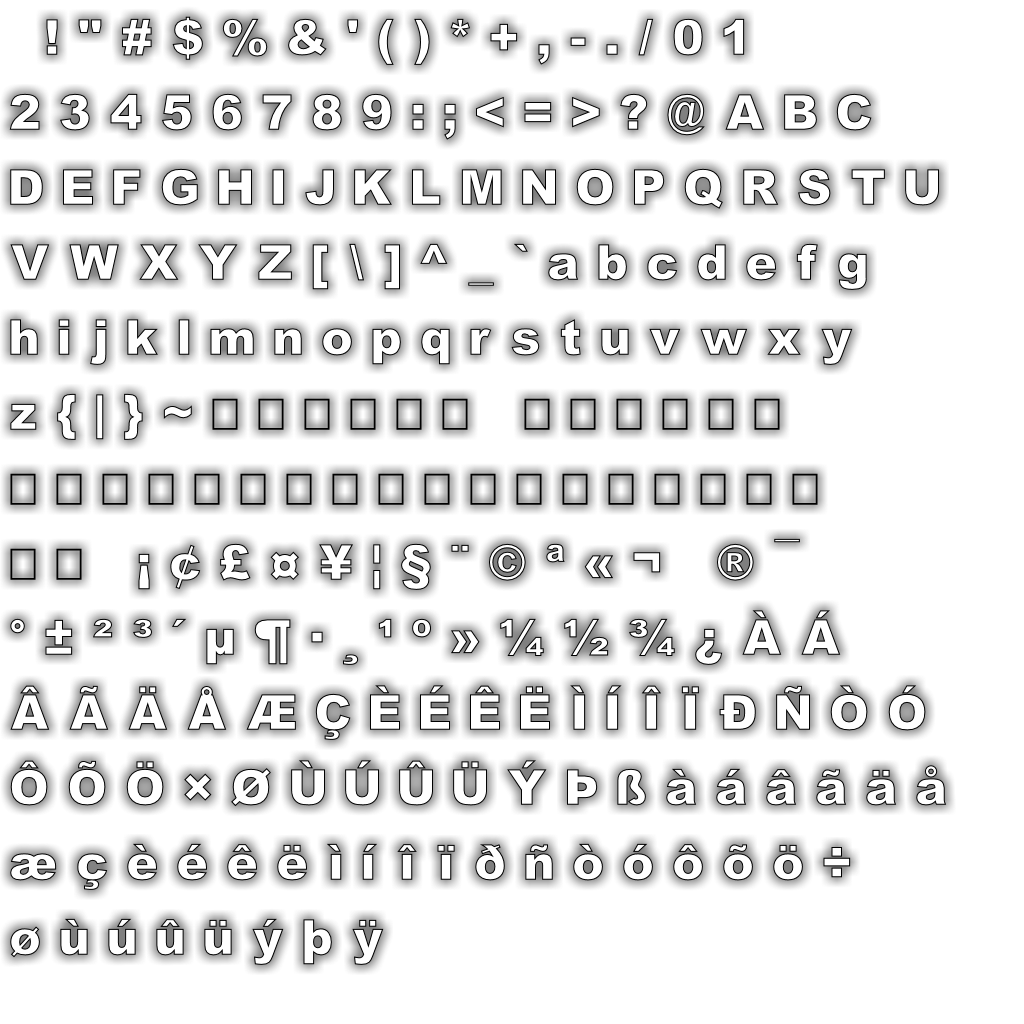 ! " # $ % & ' ( ) * + , - . / 0 1
2 3 4 5 6 7 8 9 : ; < = > ? @ A B C
D E F G H I J K L M N O P Q R S T U
V W X Y Z [ \ ] ^ _ ` a b c d e f g
h i j k l m n o p q r s t u v w x y
z { | } ~ □ □ □ □ □ □ □ □ □ □ □ □
□ □ □ □ □ □ □ □ □ □ □ □ □ □ □ □ □ □
□ □ ¡ ¢ £ ¤ ¥ ¦ § ¨ © ª « ¬ ® ¯
° ± ² ³ ´ µ ¶ · ¸ ¹ º » ¼ ½ ¾ ¿ À Á
Â Ã Ä Å Æ Ç È É Ê Ë Ì Í Î Ï Ð Ñ Ò Ó
Ô Õ Ö × Ø Ù Ú Û Ü Ý Þ ß à á â ã ä å
æ ç è é ê ë ì í î ï ð ñ ò ó ô õ ö ÷
ø ù ú û ü ý þ ÿ